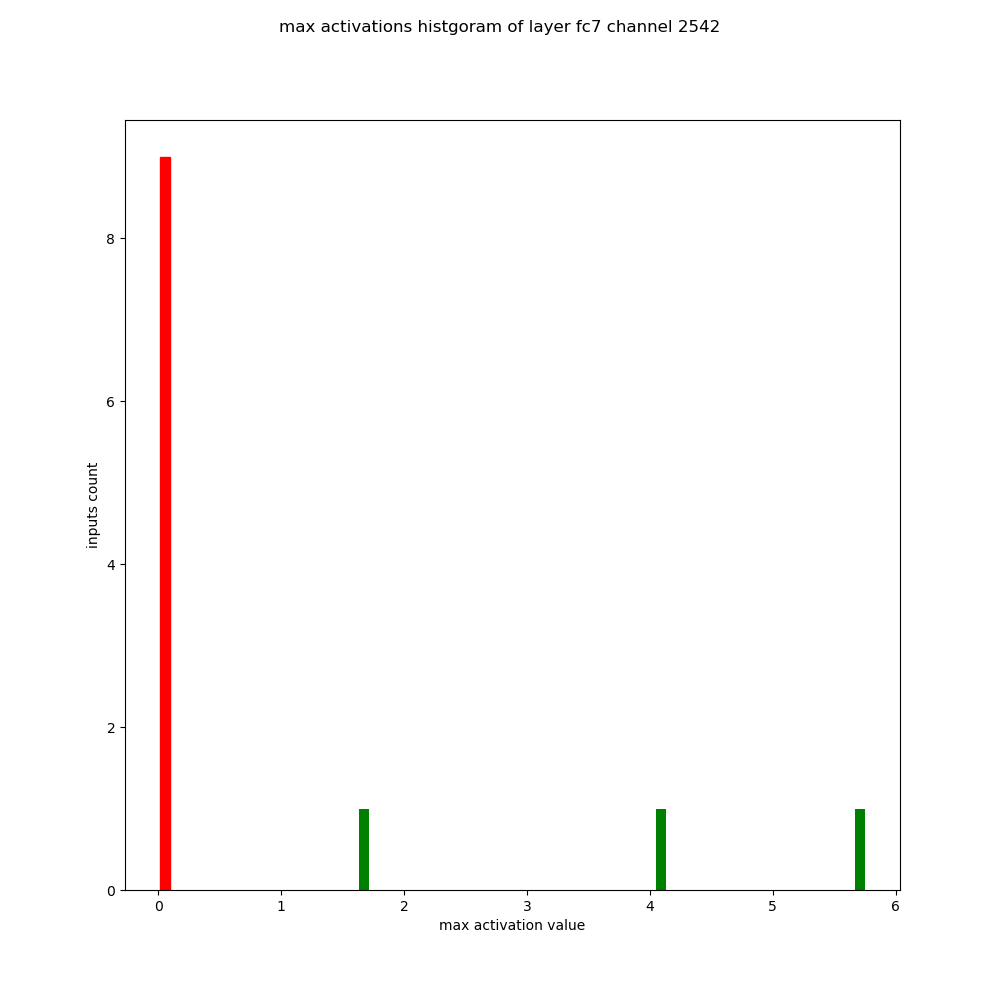 max activations histgoram of layer fc7 channel 2542
8
6
4
2
0
inputs count
0 1 2 3 4 5 6
max activation value